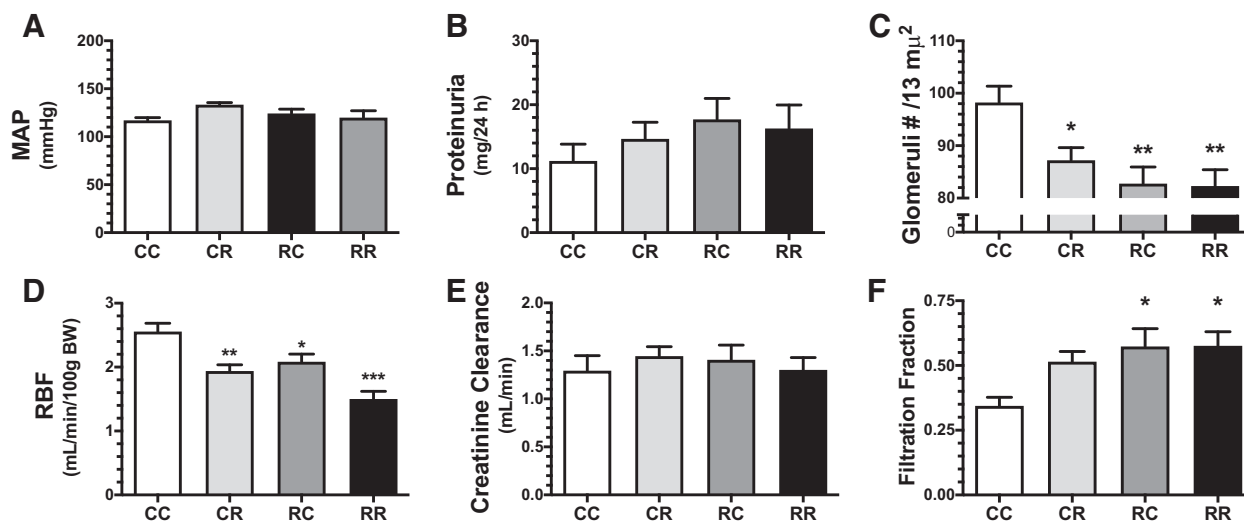 A
MAP
(mmHg)
200
150
100
50
0
CC CR RC RR
B
Proteinuria
(mg/24 h)
30
20
10
0
CC CR RC RR
C
Glomeruli # /13 mμ²
110
100
90
80
0
* ** **
CC CR RC RR
D
RBF
(mL/min/100g BW)
3
2
1
0
** * ***
CC CR RC RR
E
Creatinine Clearance
(mL/min)
2.0
1.5
1.0
0.5
0.0
CC CR RC RR
F
Filtration Fraction
0.75
0.50
0.25
0.00
* *
CC CR RC RR